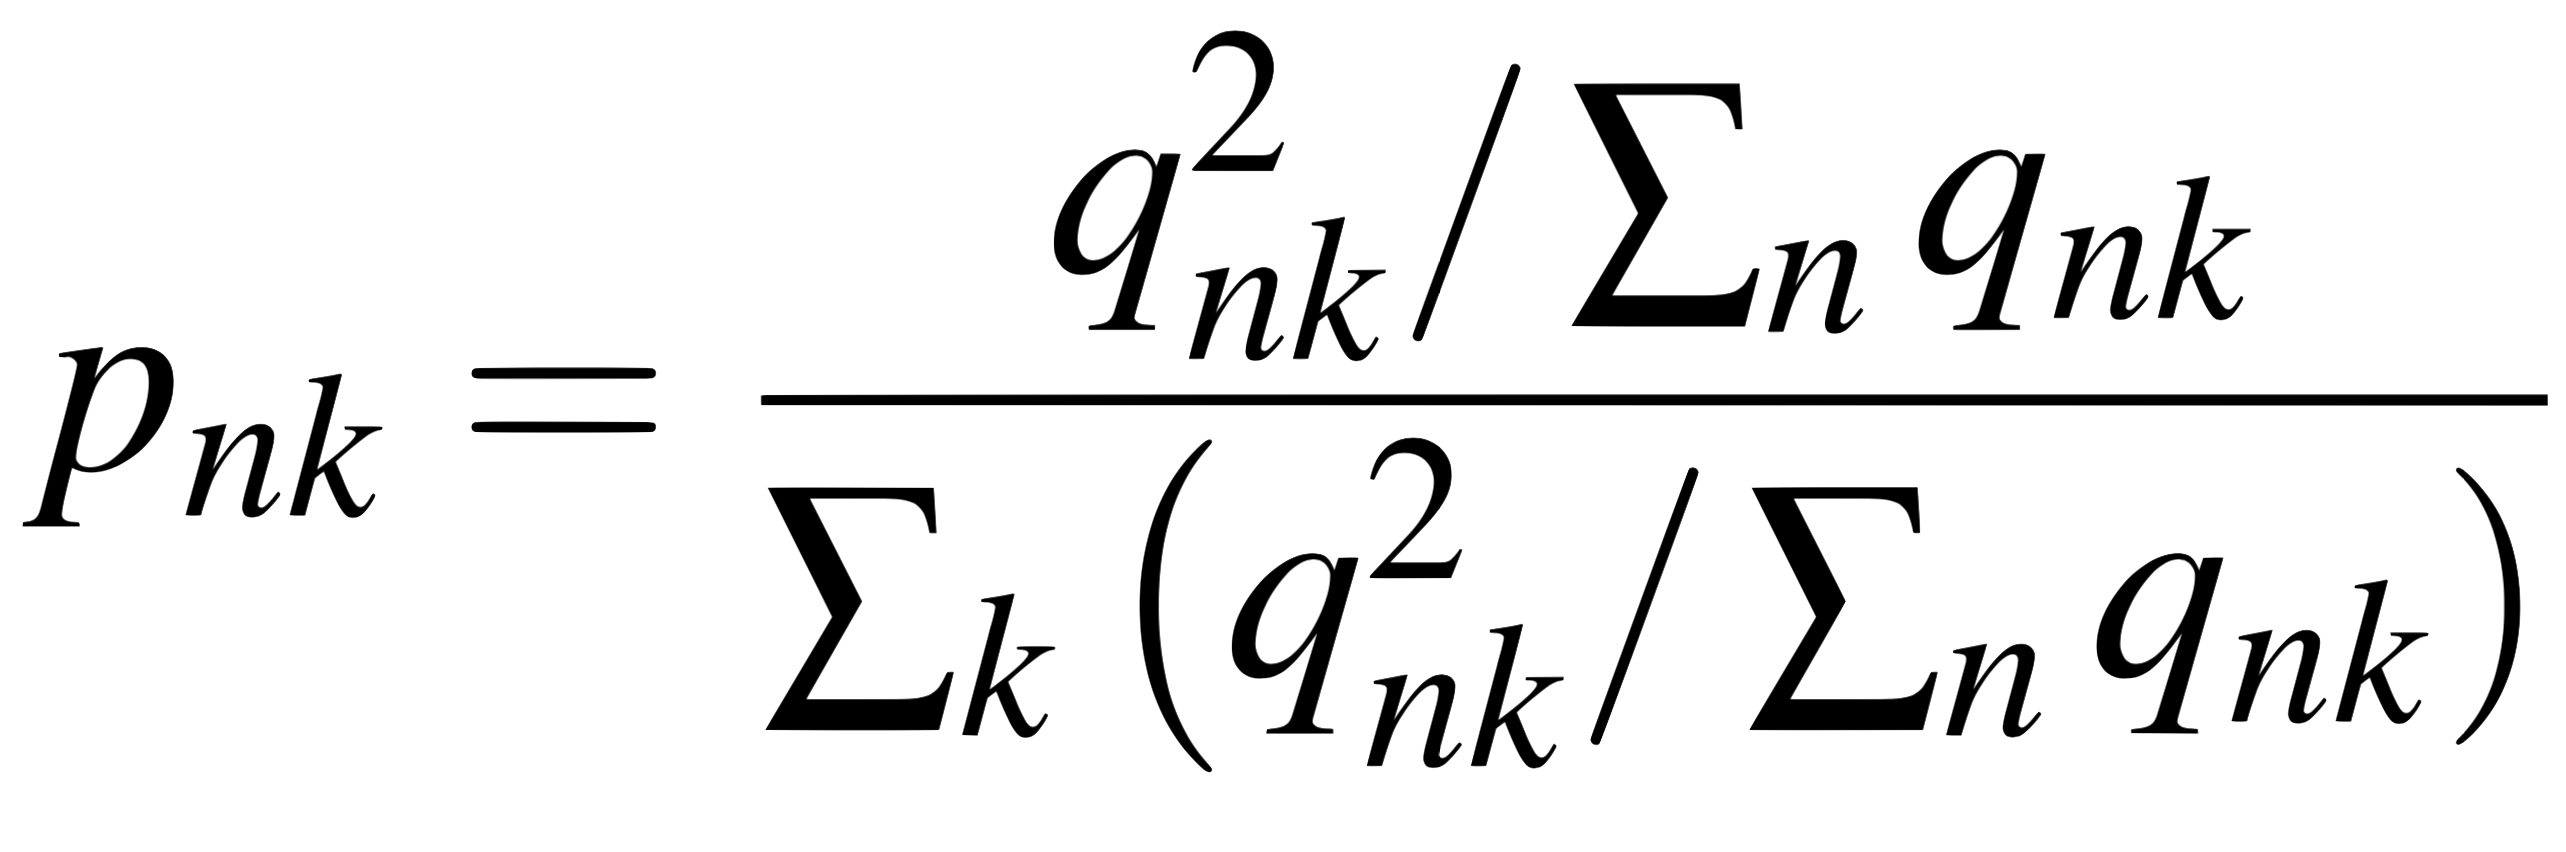 p_{nk} = \frac{q_{nk}^2 / \sum_n q_{nk}}{\sum_k \left( q_{nk}^2 / \sum_n q_{nk} \right)}